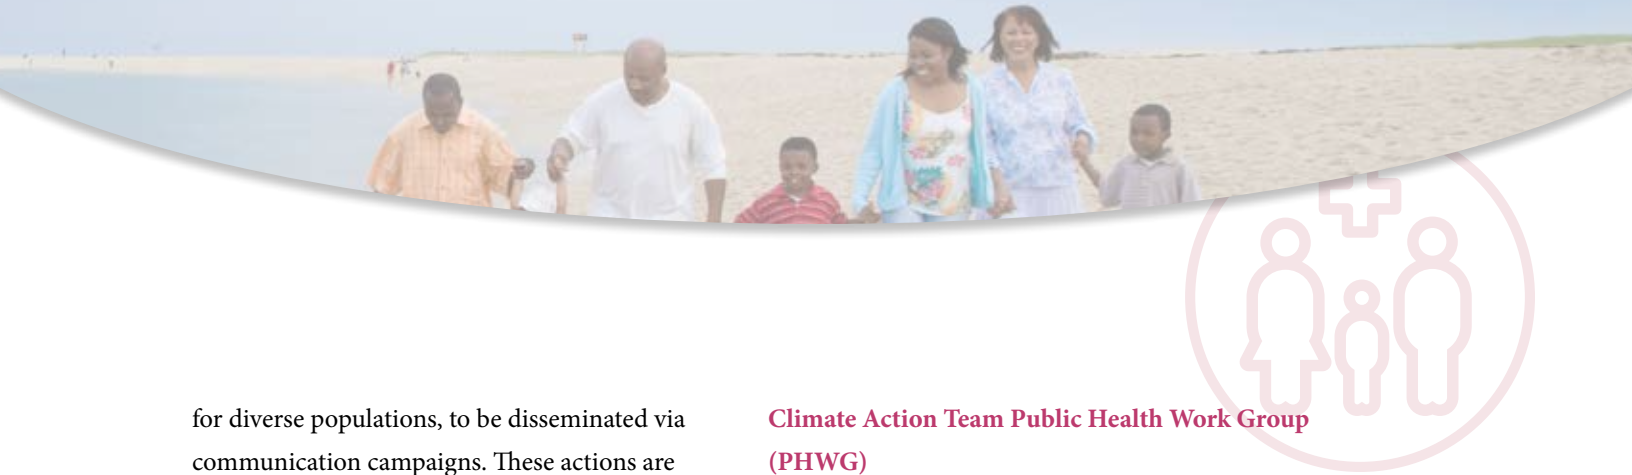 for diverse populations, to be disseminated via
communication campaigns. These actions are
Climate Action Team Public Health Work Group
(PHWG)